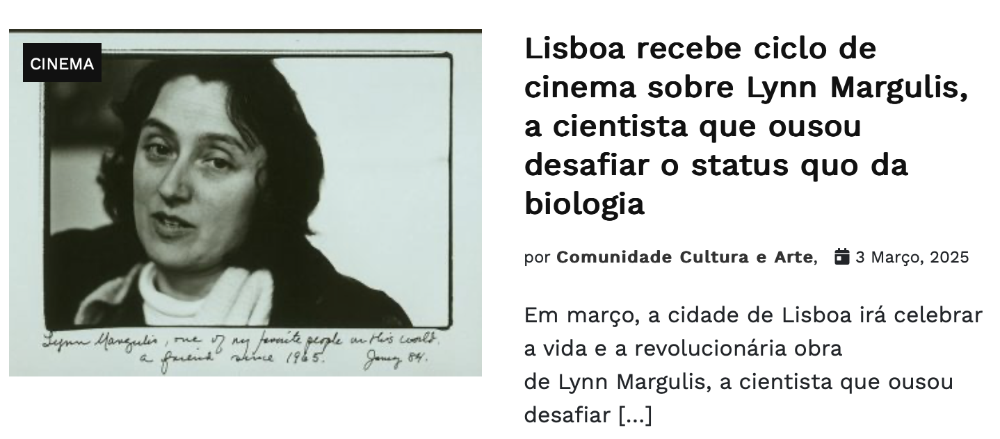 CINEMA
Lynn Margulis, one of my favorite people in this world.
a friend since 1965. 84.
Lisboa recebe ciclo de
cinema sobre Lynn Margulis,
a cientista que ousou
desafiar o status quo da
biologia
por Comunidade Cultura e Arte, 3 Março, 2025
Em março, a cidade de Lisboa irá celebrar
a vida e a revolucionária obra
de Lynn Margulis, a cientista que ousou
desafiar [...]